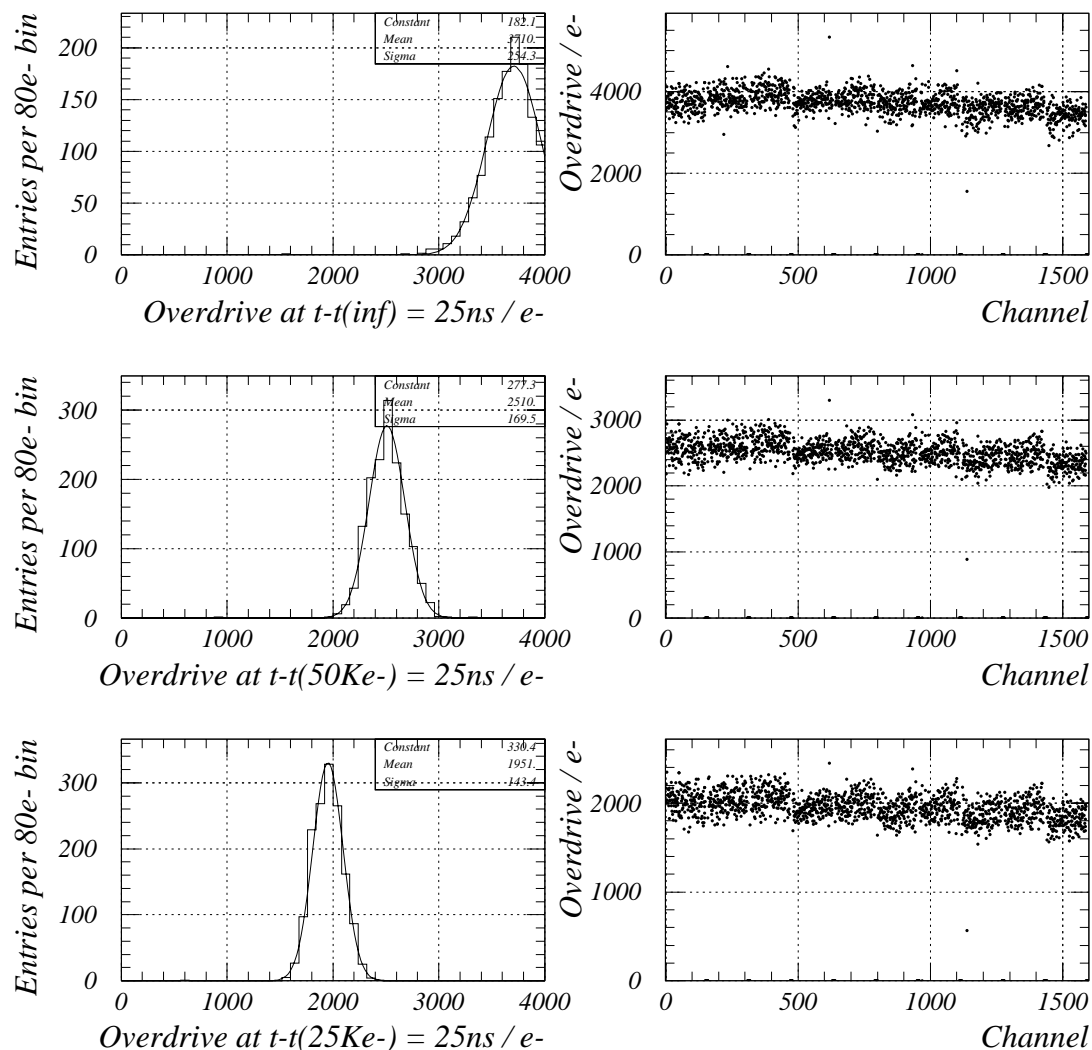 Entries per 80e- bin
200
150
100
50
0
Constant 182.1
Mean 3710.
Sigma 254.3
0 1000 2000 3000 4000
Overdrive at t-t(inf) = 25ns / e-
Overdrive / e-
4000
2000
0
0 500 1000 1500
Channel
Entries per 80e- bin
300
200
100
0
Constant 277.3
Mean 2510.
Sigma 169.5
0 1000 2000 3000 4000
Overdrive at t-t(50Ke-) = 25ns / e-
Overdrive / e-
3000
2000
1000
0
0 500 1000 1500
Channel
Entries per 80e- bin
300
200
100
0
Constant 330.4
Mean 1951.
Sigma 143.4
0 1000 2000 3000 4000
Overdrive at t-t(25Ke-) = 25ns / e-
Overdrive / e-
2000
1000
0
0 500 1000 1500
Channel